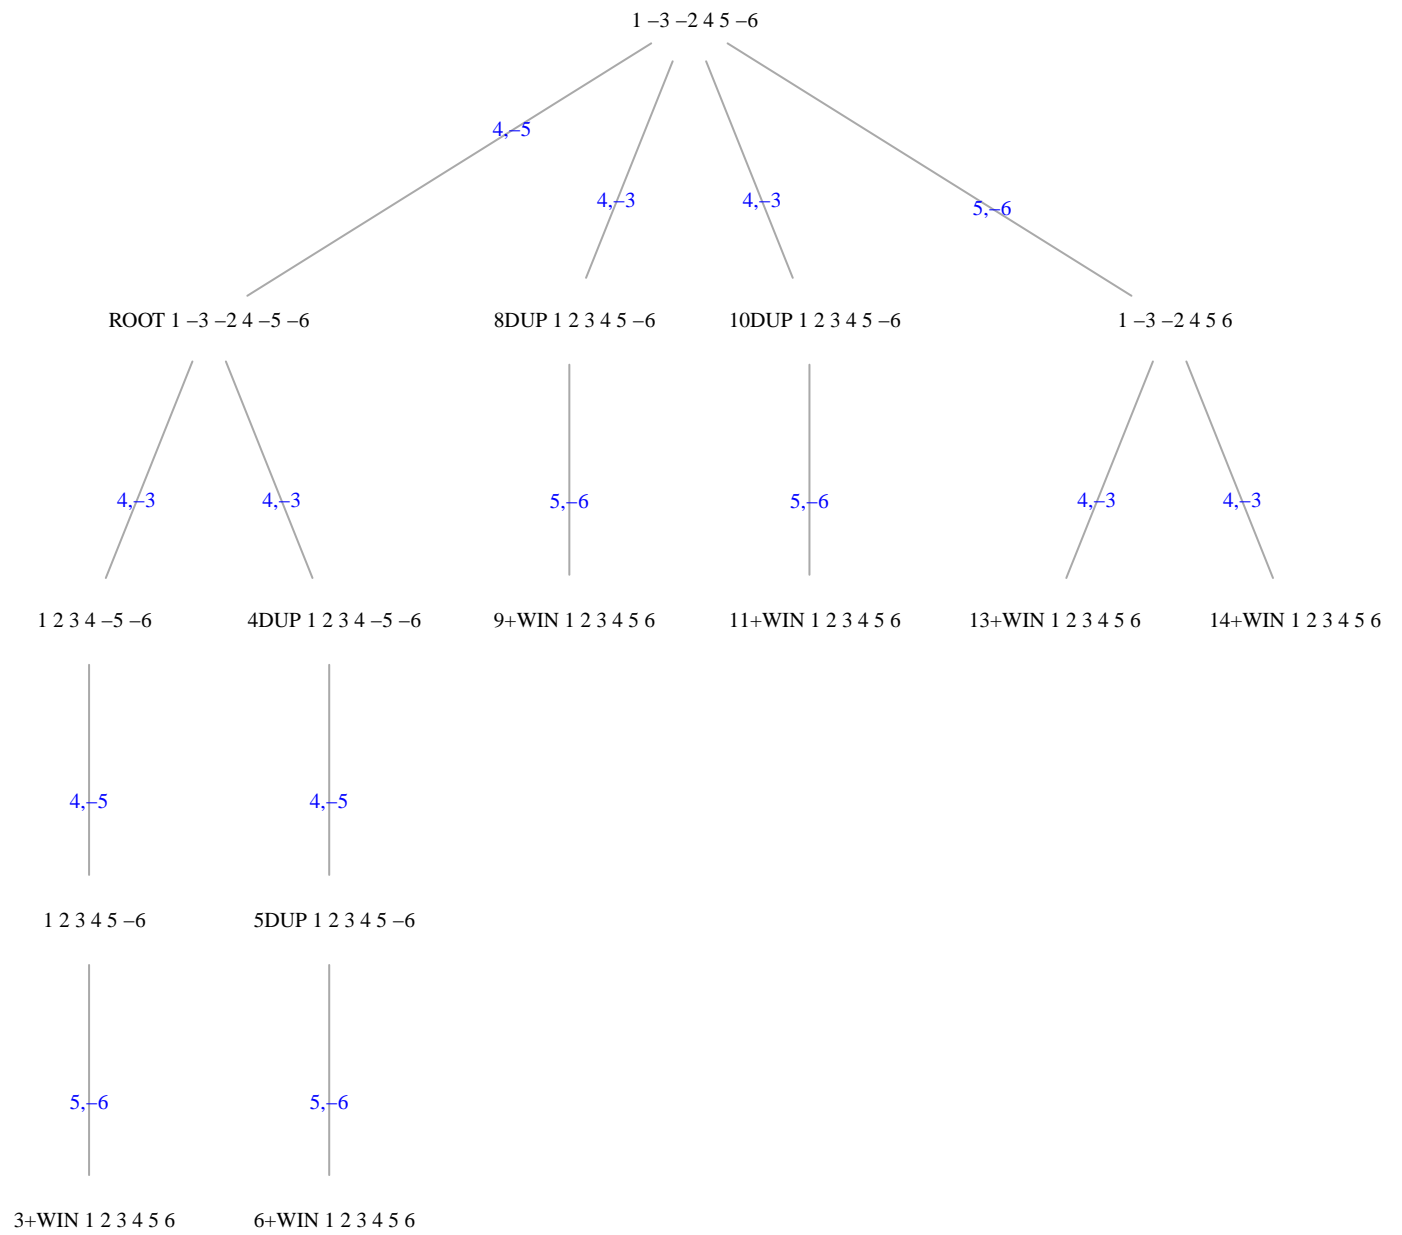 1 –3 –2 4 5 –6
4,–5
4,–3
4,–3
5,–6
ROOT 1 –3 –2 4 –5 –6
8DUP 1 2 3 4 5 –6
10DUP 1 2 3 4 5 –6
1 –3 –2 4 5 6
4,–3
4,–3
5,–6
5,–6
4,–3
4,–3
1 2 3 4 –5 –6
4DUP 1 2 3 4 –5 –6
9+WIN 1 2 3 4 5 6
11+WIN 1 2 3 4 5 6
13+WIN 1 2 3 4 5 6
14+WIN 1 2 3 4 5 6
4,–5
4,–5
1 2 3 4 5 –6
5DUP 1 2 3 4 5 –6
5,–6
5,–6
3+WIN 1 2 3 4 5 6
6+WIN 1 2 3 4 5 6